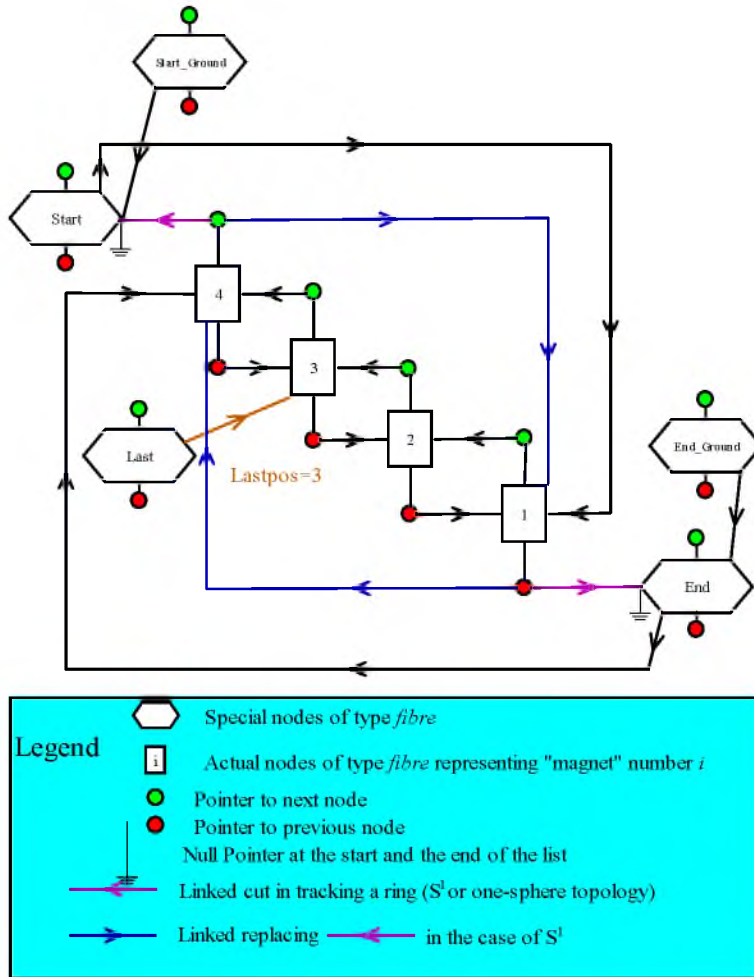 Start_Ground
Start
4
3
Last
2
End_Ground
Lastpos=3
1
End
Legend
Special nodes of type fibre
i
Actual nodes of type fibre representing "magnet" number i
Pointer to next node
Pointer to previous node
Null Pointer at the start and the end of the list
Linked cut in tracking a ring (S¹ or one-sphere topology)
Linked replacing in the case of S¹